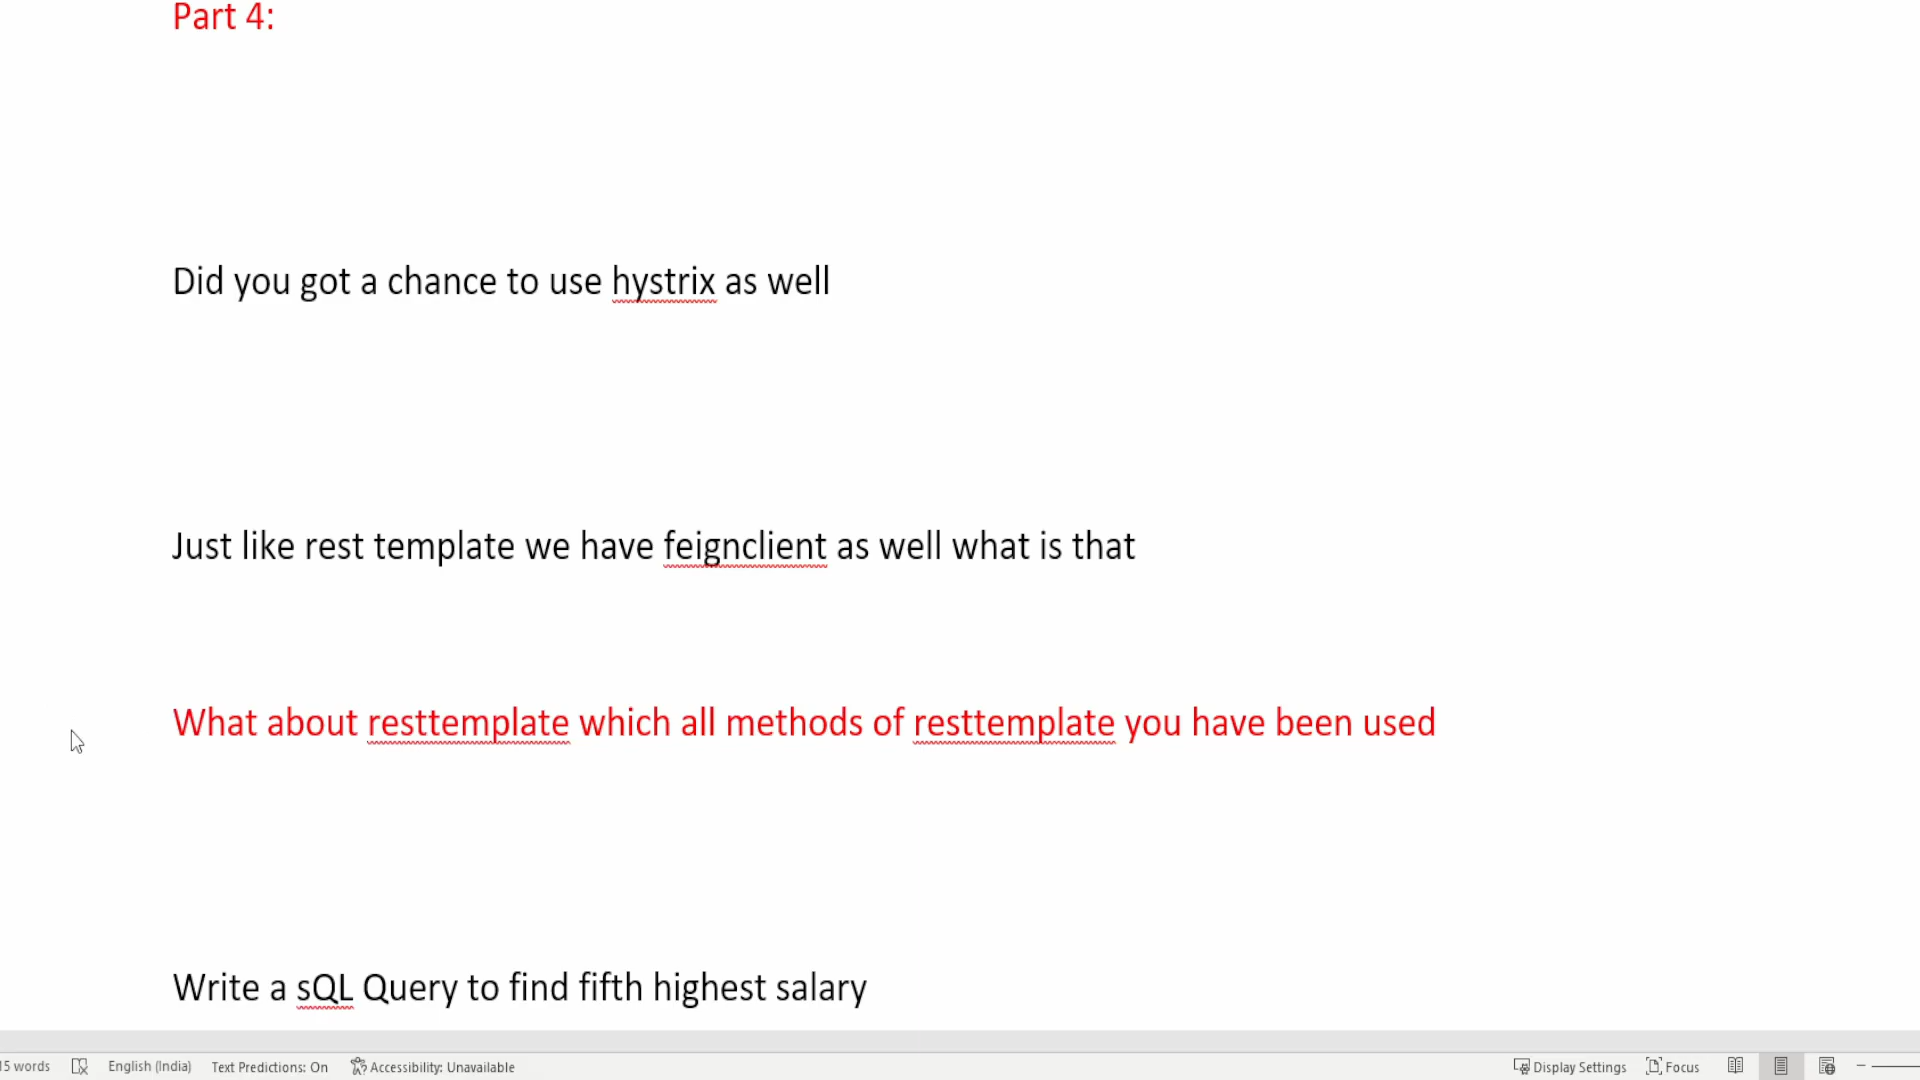 Part 4:
Did you got a chance to use hystrix as well
Just like rest template we have feignclient as well what is that
What about resttemplate which all methods of resttemplate you have been used
Write a sQL Query to find fifth highest salary
5 words English (India) Text Predictions: On Accessibility: Unavailable Display Settings Focus